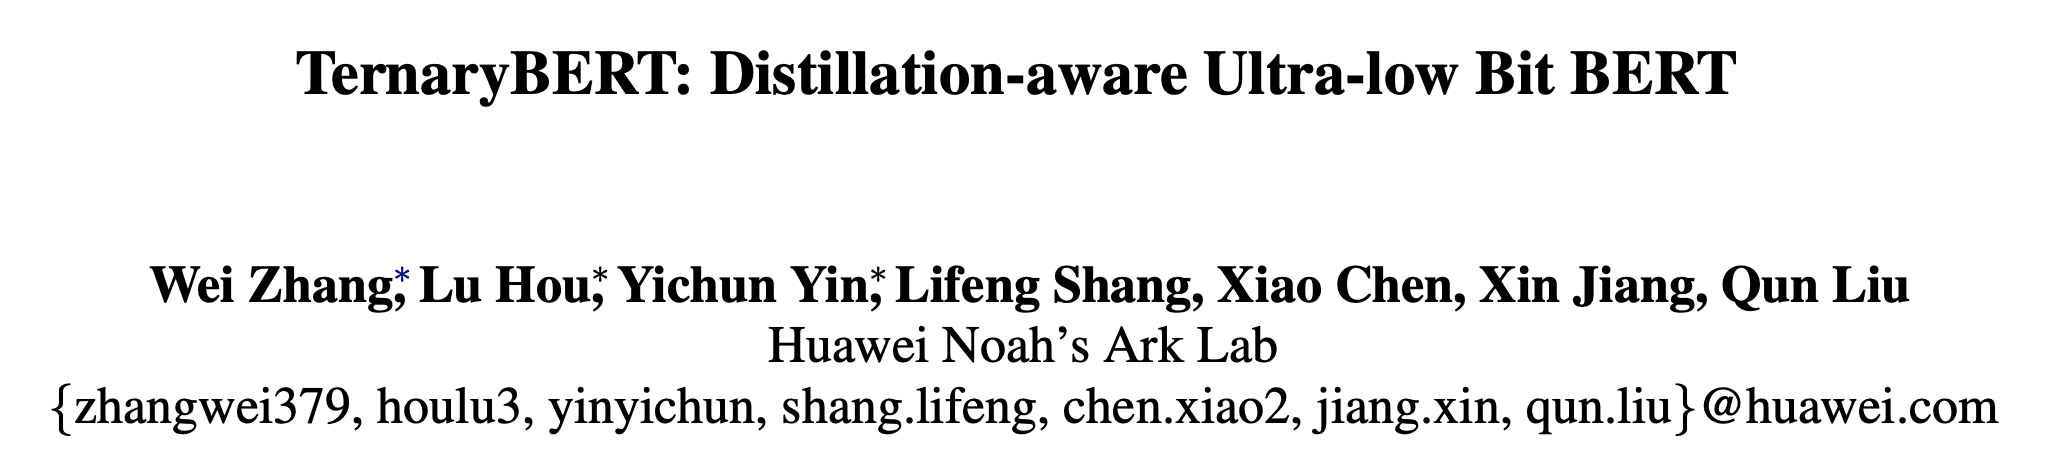 TernaryBERT: Distillation-aware Ultra-low Bit BERT
Wei Zhang,* Lu Hou,* Yichun Yin,* Lifeng Shang, Xiao Chen, Xin Jiang, Qun Liu
Huawei Noah’s Ark Lab
{zhangwei379, houlu3, yinyichun, shang.lifeng, chen.xiao2, jiang.xin, qun.liu}@huawei.com